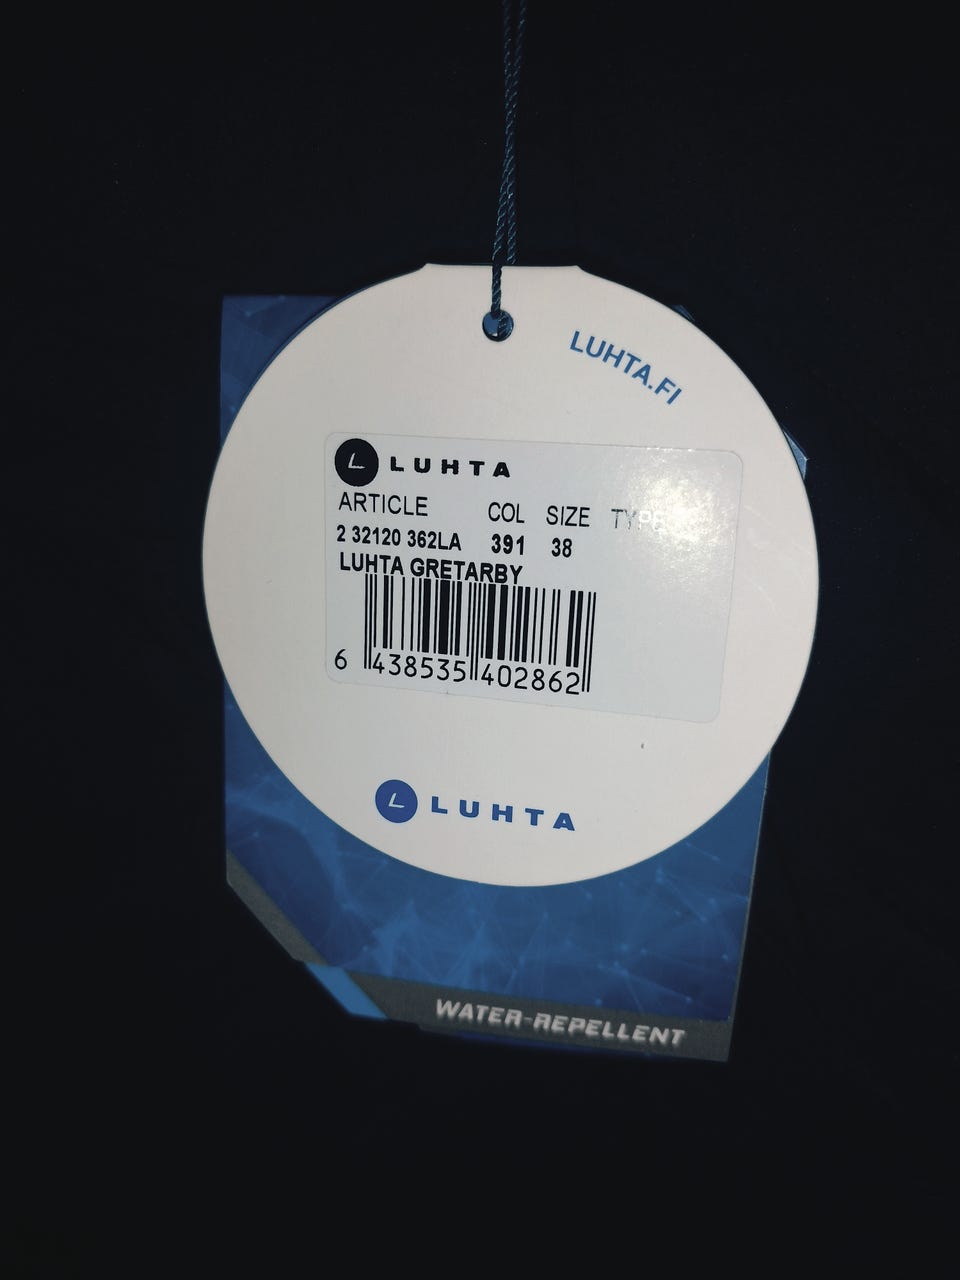 LUHTA.FI
L LUHTA
ARTICLE COL SIZE TYPE
2 32120 362LA 391 38
LUHTA GRETARBY
6 438535 402862
L LUHTA
WATER-REPELLENT